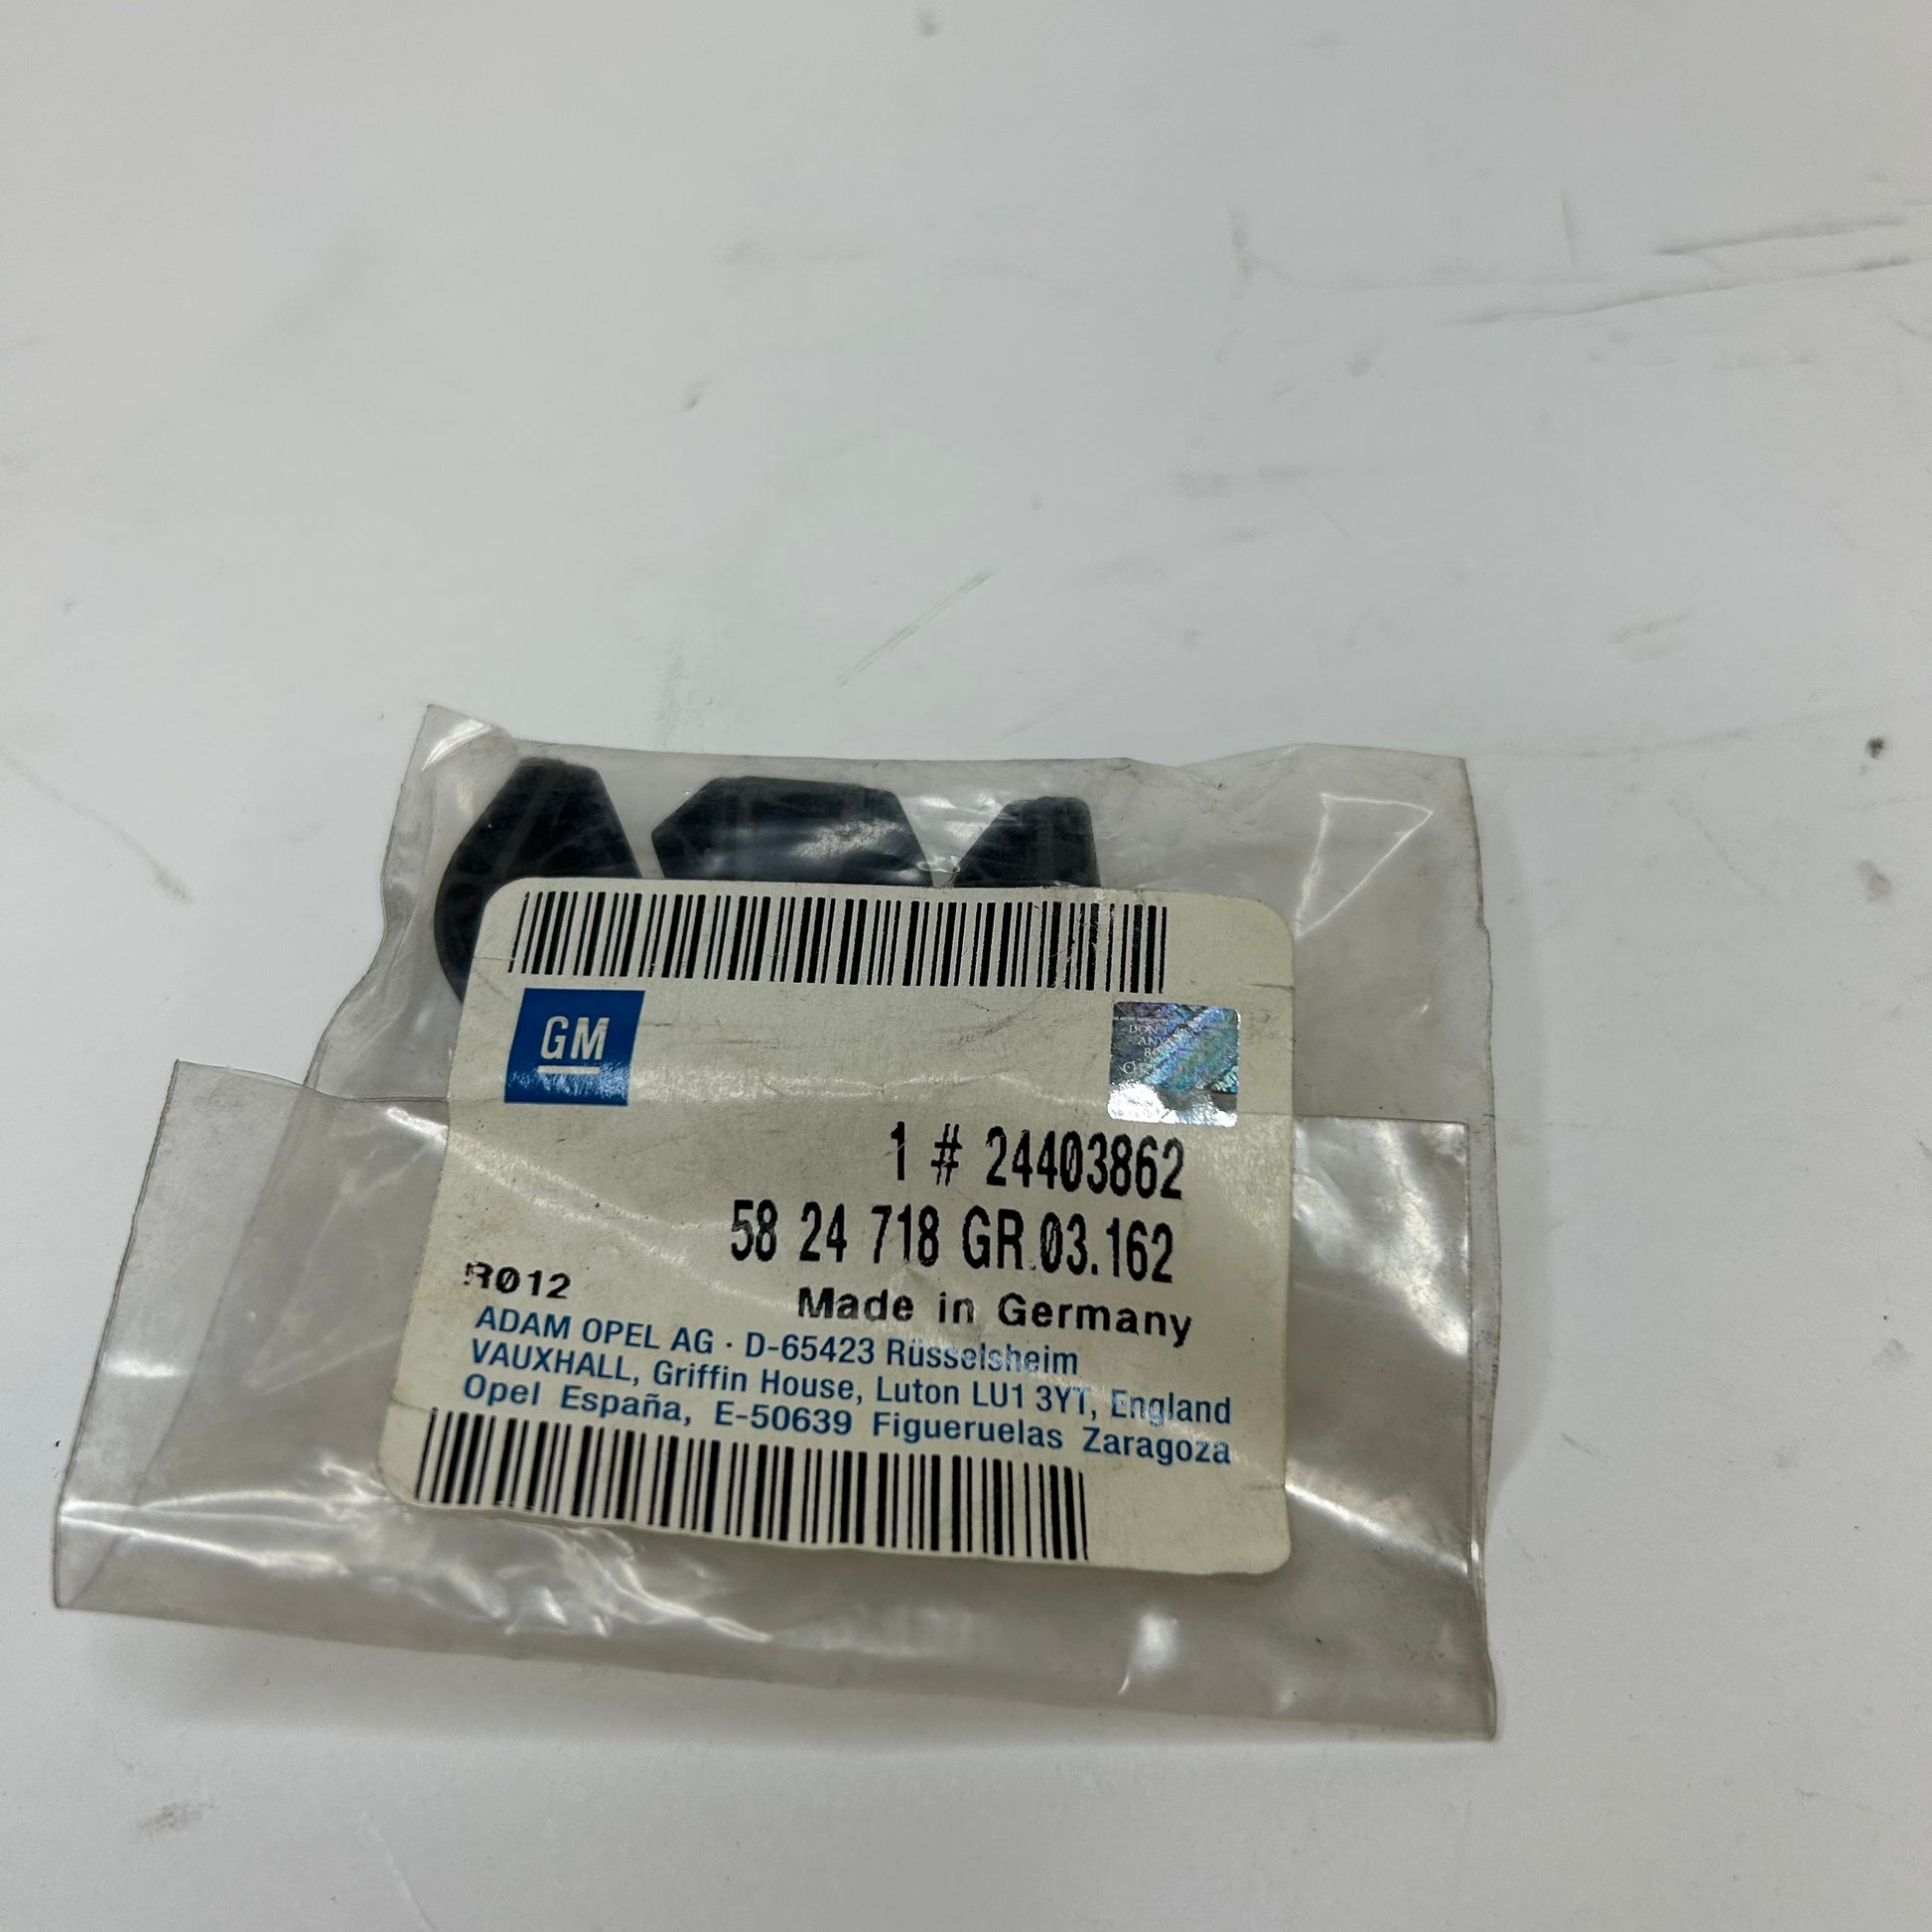 GM
1 # 24403862
58 24 718 GR.03.162
R012
Made in Germany
ADAM OPEL AG · D-65423 Rüsselsheim
VAUXHALL, Griffin House, Luton LU1 3YT, England
Opel España, E-50639 Figueruelas Zaragoza